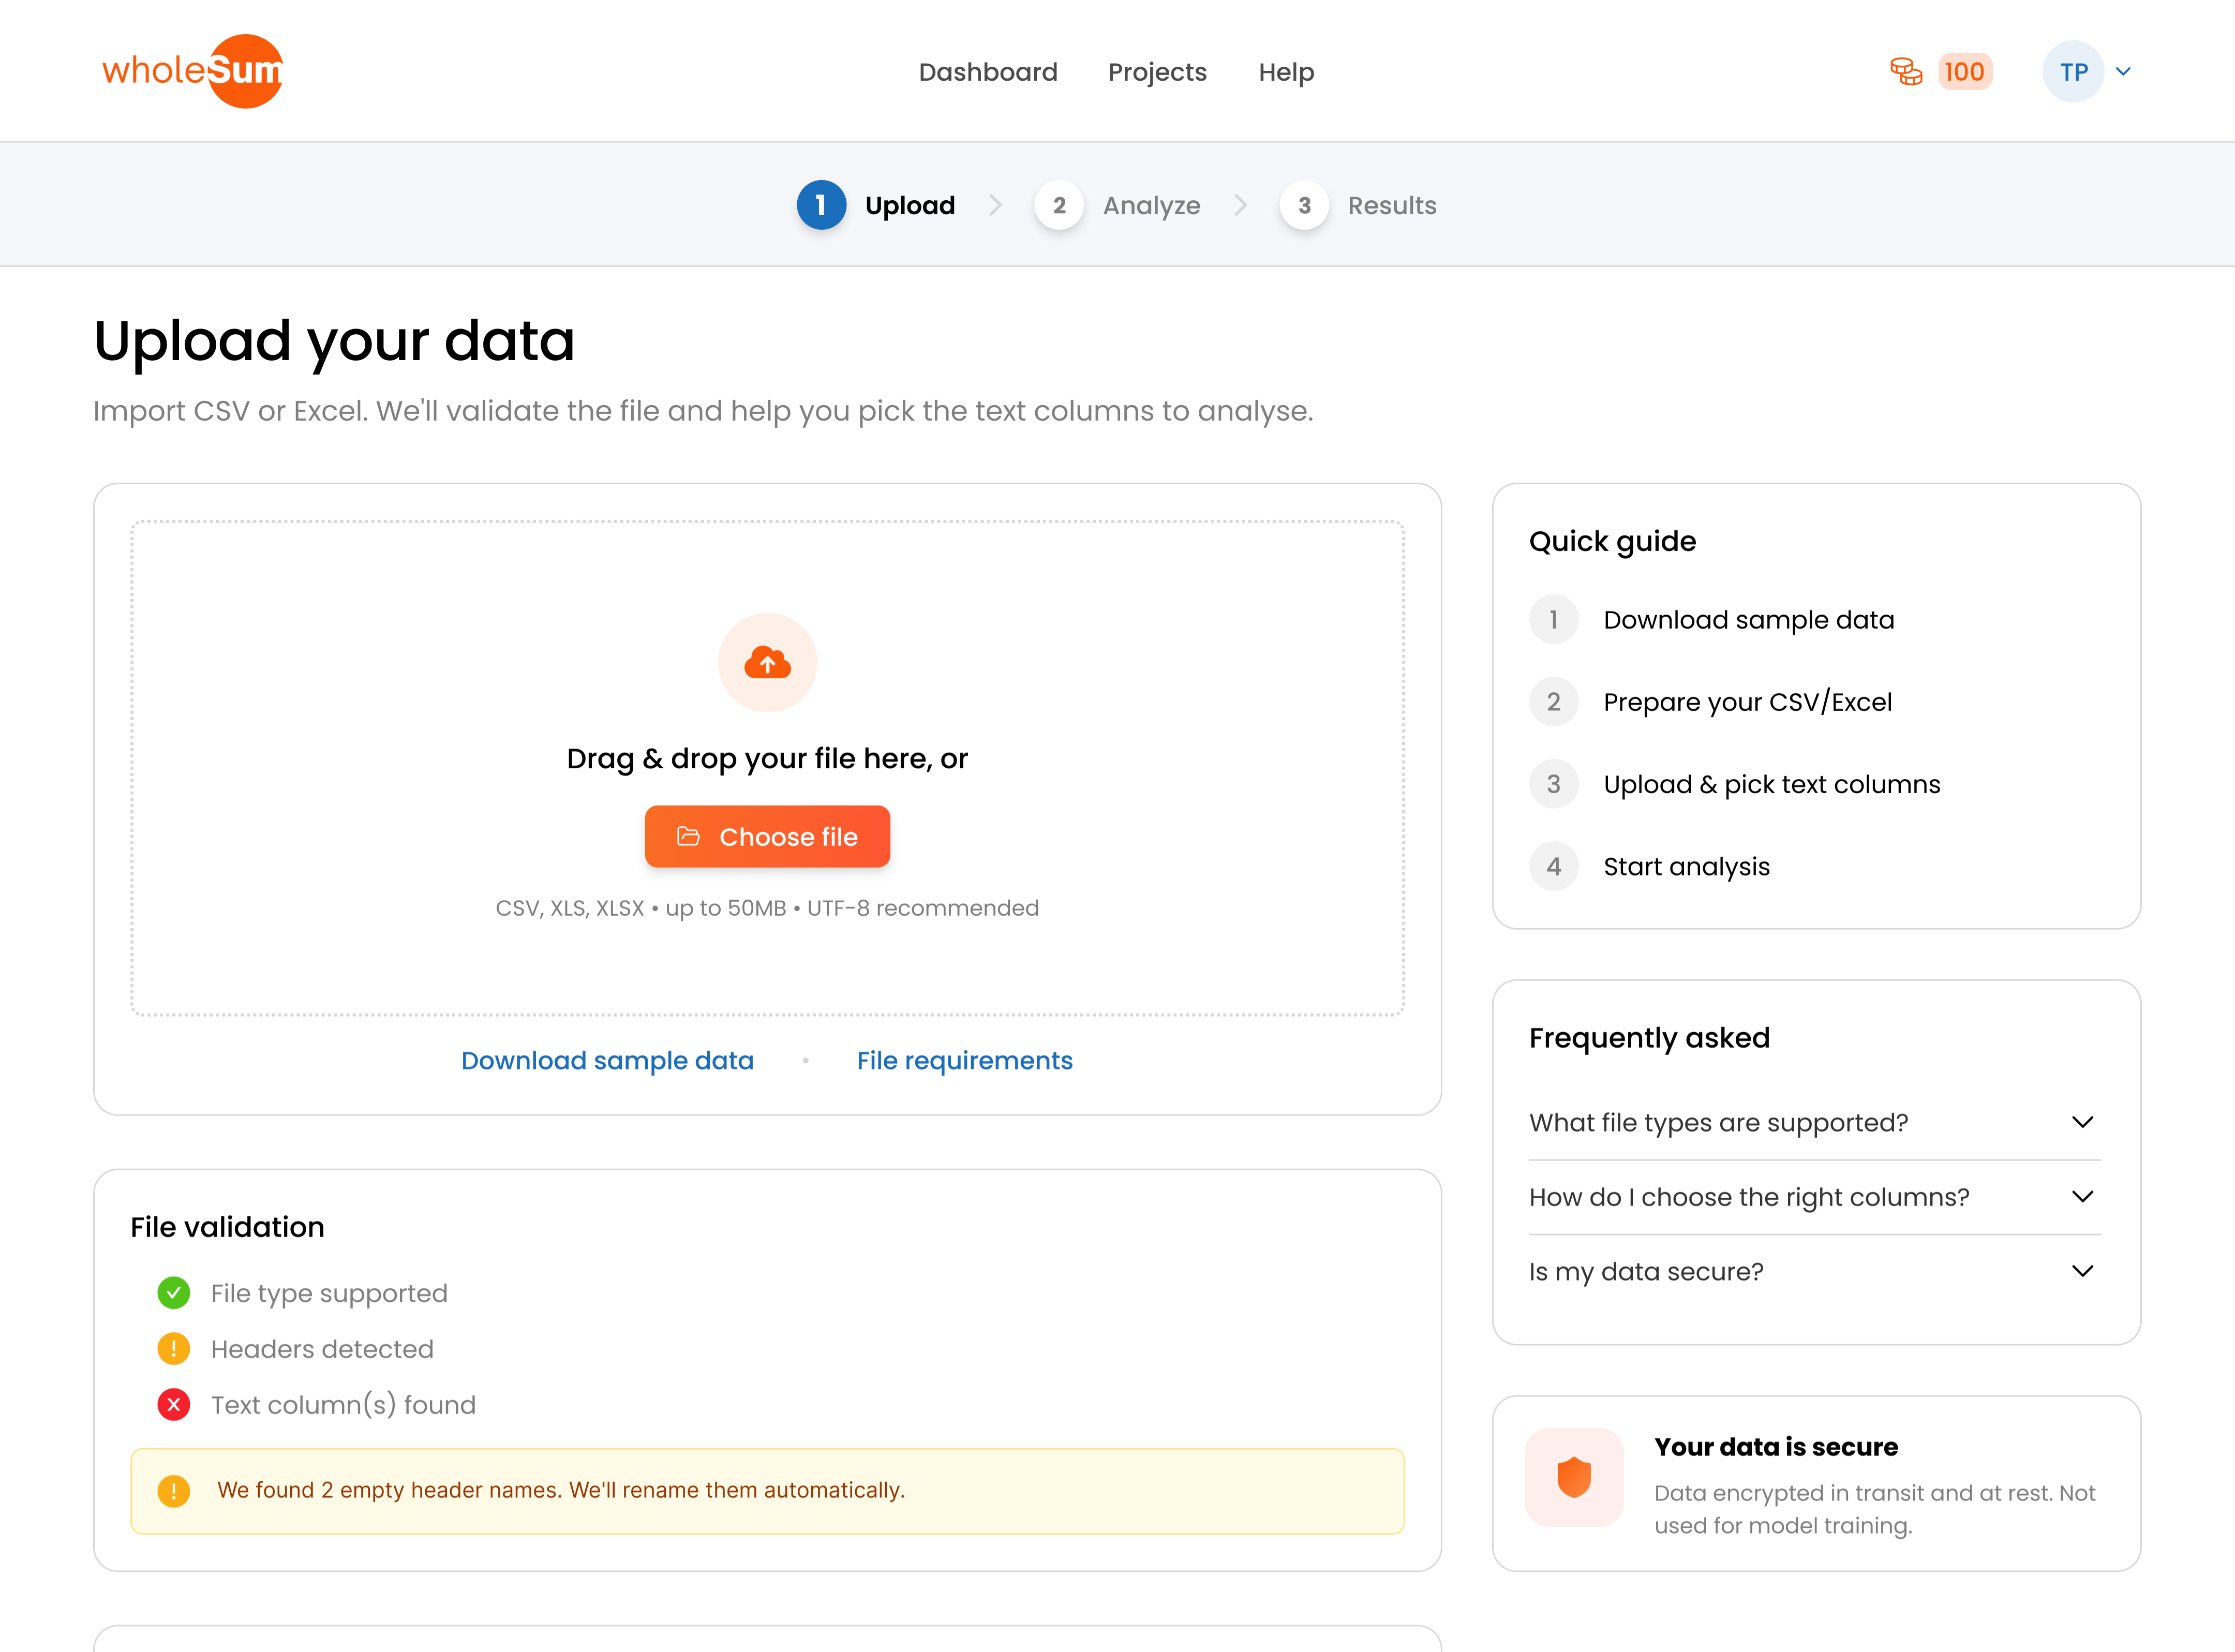 wholeSum
Dashboard
Projects
Help
100
TP
1
Upload
2
Analyze
3
Results
Upload your data
Import CSV or Excel. We'll validate the file and help you pick the text columns to analyse.
Drag & drop your file here, or
Choose file
CSV, XLS, XLSX • up to 50MB • UTF-8 recommended
Download sample data
•
File requirements
File validation
File type supported
Headers detected
Text column(s) found
We found 2 empty header names. We'll rename them automatically.
Quick guide
1
Download sample data
2
Prepare your CSV/Excel
3
Upload & pick text columns
4
Start analysis
Frequently asked
What file types are supported?
How do I choose the right columns?
Is my data secure?
Your data is secure
Data encrypted in transit and at rest. Not
used for model training.